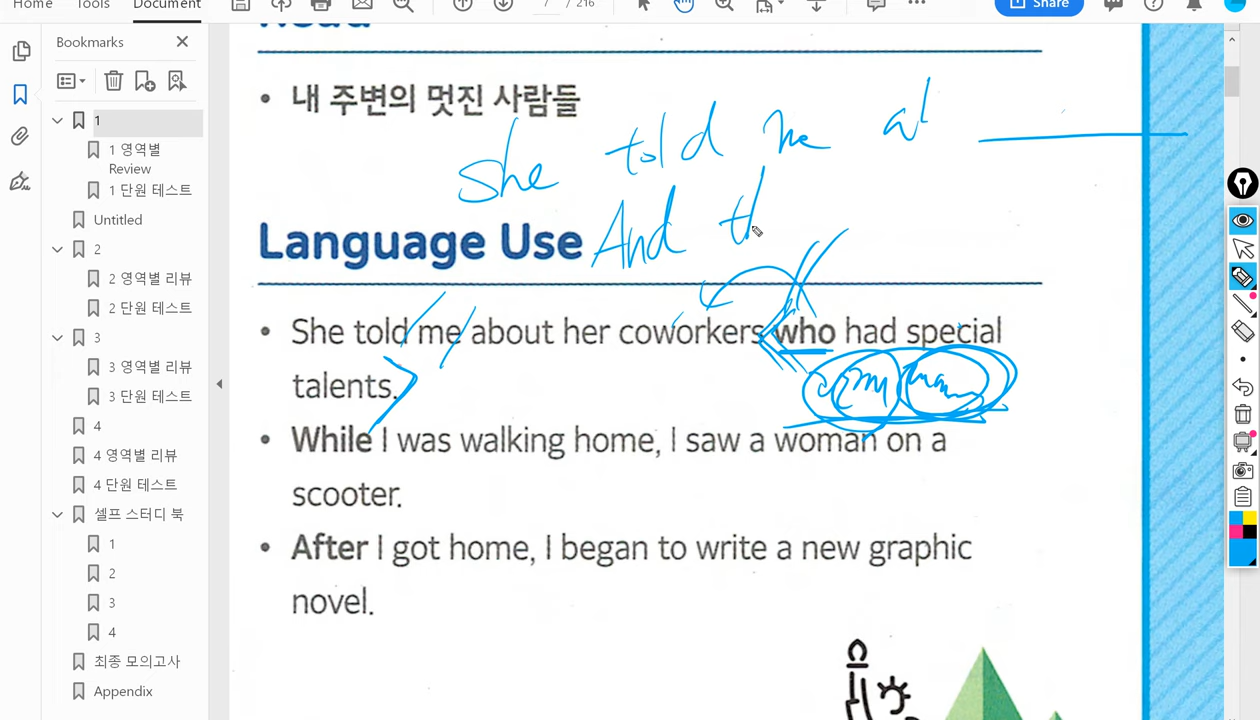 Home Tools Document
7 / 216
Share
Bookmarks
1
1 영역별
Review
1 단원 테스트
Untitled
2
2 영역별 리뷰
2 단원 테스트
3
3 영역별 리뷰
3 단원 테스트
4
4 영역별 리뷰
4 단원 테스트
셀프 스터디 북
1
2
3
4
최종 모의고사
Appendix
Read
• 내 주변의 멋진 사람들
She told me a
And th
Language Use
• She told me about her coworkers who had special
talents.
• While I was walking home, I saw a woman on a
scooter.
• After I got home, I began to write a new graphic
novel.